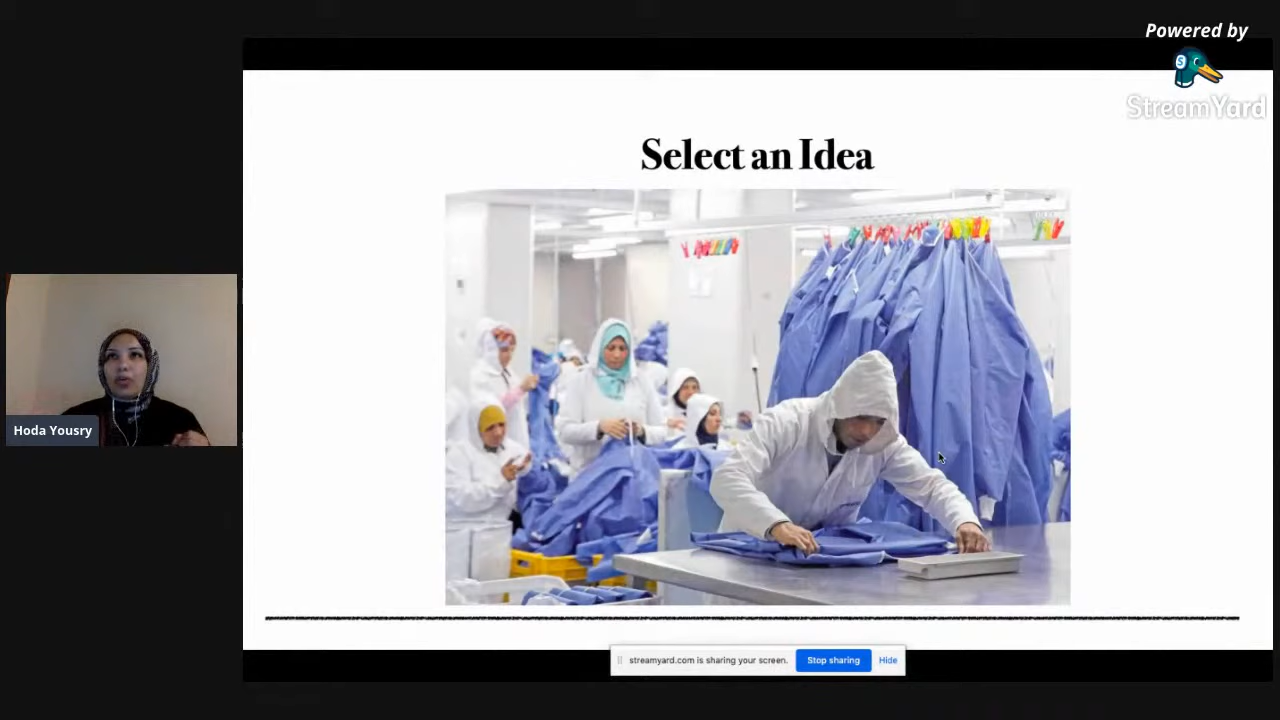 Powered by
StreamYard
Select an Idea
Hoda Yousry
streamyard.com is sharing your screen.
Stop sharing
Hide